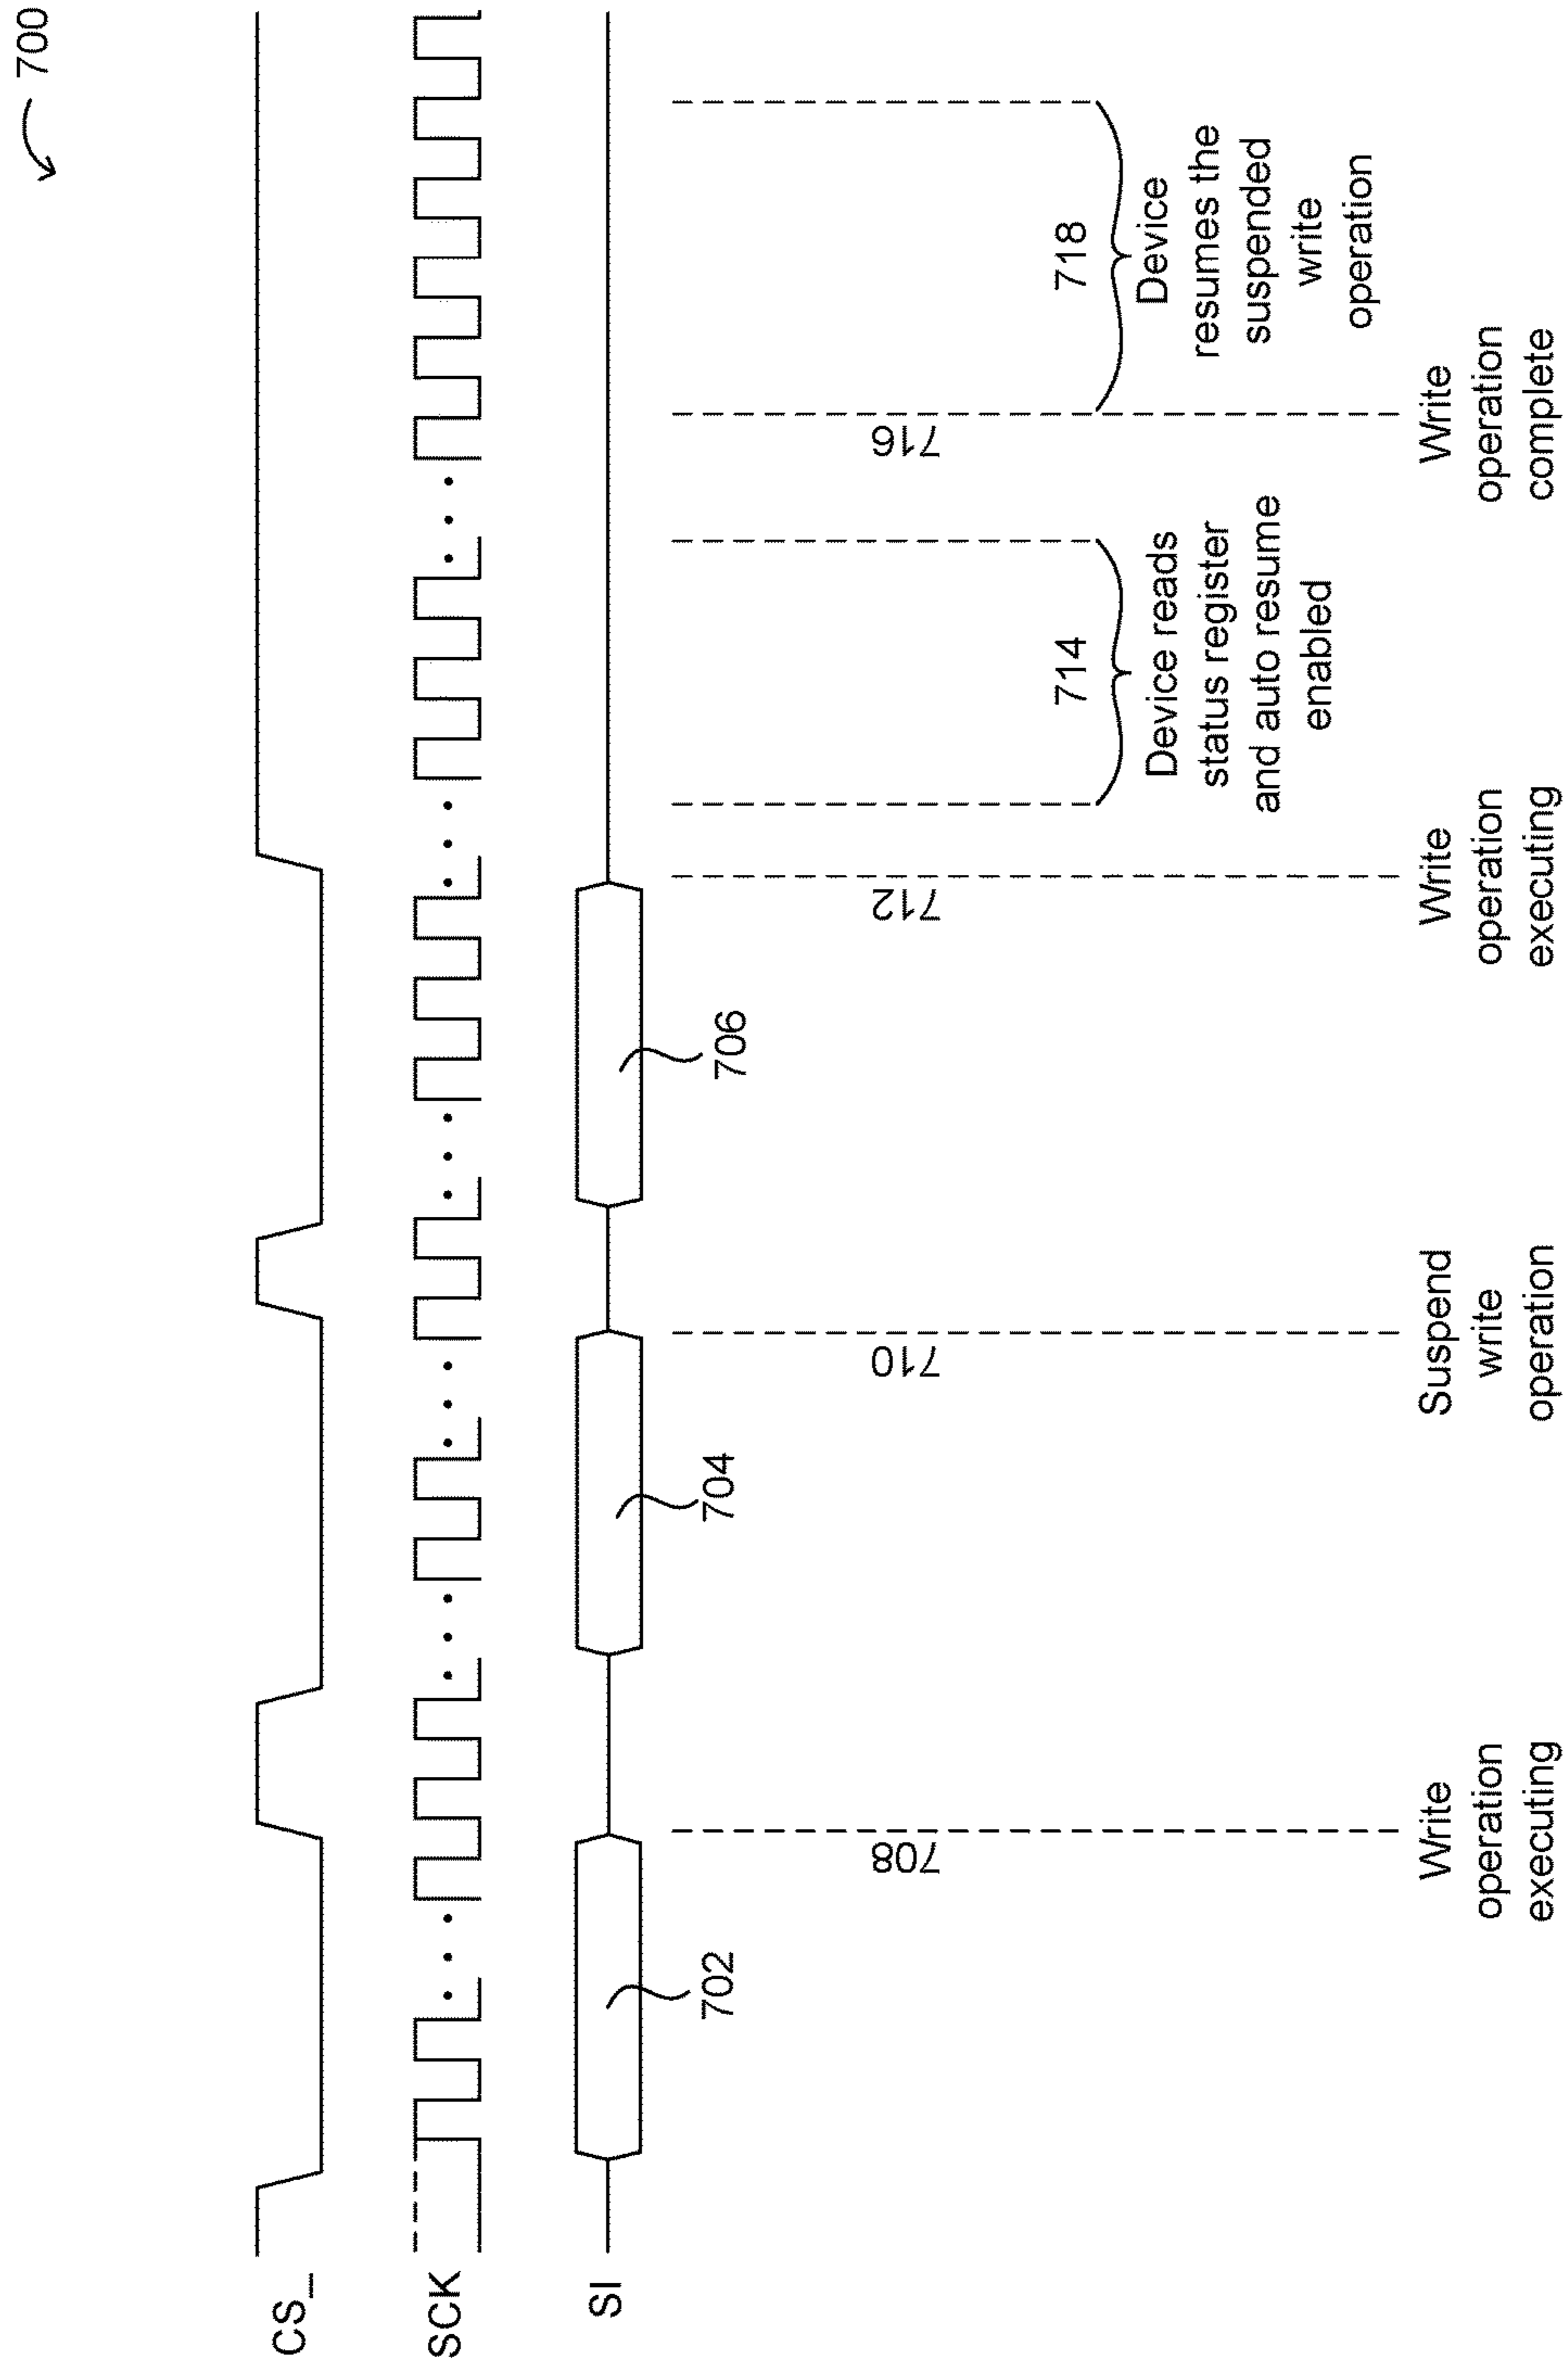 700
CS_
SCK
SI
702
704
706
708
710
712
714
716
718
Device reads
status register
and auto resume
enabled
Device
resumes the
suspended
write
operation
Write
operation
executing
Suspend
write
operation
Write
operation
executing
Write
operation
complete